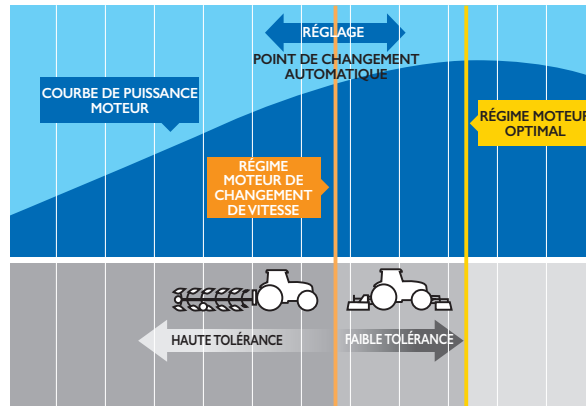 RÉGLAGE
POINT DE CHANGEMENT
AUTOMATIQUE
COURBE DE PUISSANCE
MOTEUR
RÉGIME MOTEUR
OPTIMAL
RÉGIME
MOTEUR DE
CHANGEMENT
DE VITESSE
HAUTE TOLÉRANCE
FAIBLE TOLÉRANCE